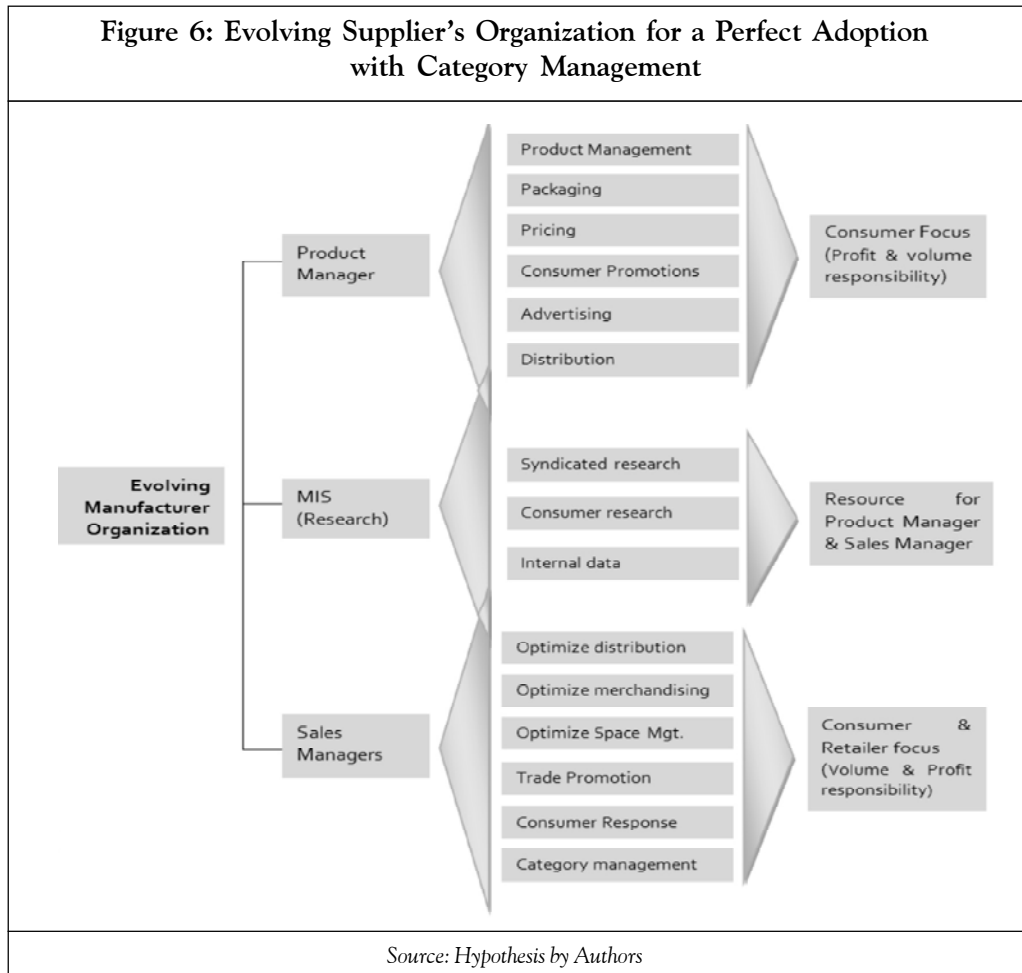 Figure 6: Evolving Supplier's Organization for a Perfect Adoption
with Category Management
Evolving
Manufacturer
Organization
Product
Manager
Product Management
Packaging
Pricing
Consumer Promotions
Advertising
Distribution
Consumer Focus
(Profit & volume
responsibility)
MIS
(Research)
Syndicated research
Consumer research
Internal data
Resource for
Product Manager
& Sales Manager
Sales
Managers
Optimize distribution
Optimize merchandising
Optimize Space Mgt.
Trade Promotion
Consumer Response
Category management
Consumer &
Retailer focus
(Volume & Profit
responsibility)
Source: Hypothesis by Authors